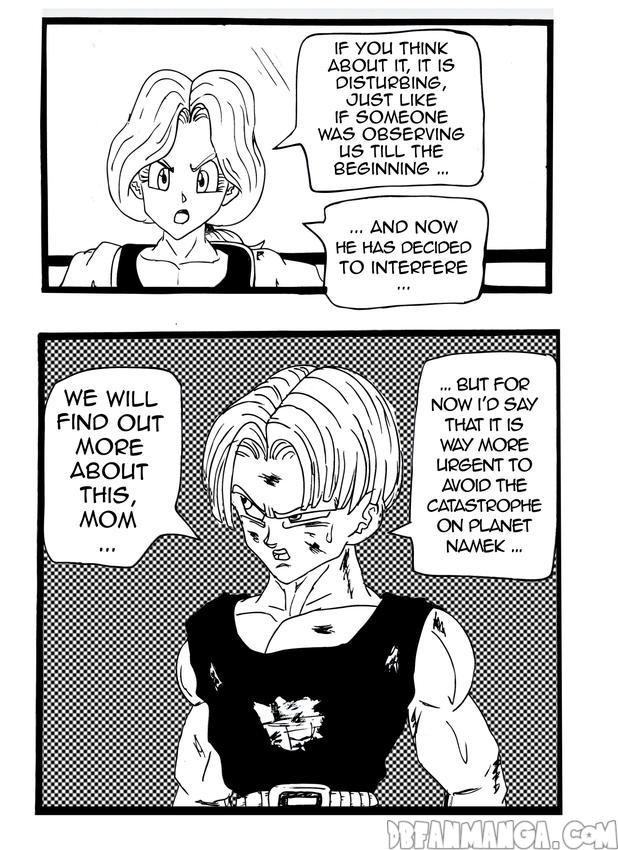 IF YOU THINK
ABOUT IT, IT IS
DISTURBING,
JUST LIKE
IF SOMEONE
WAS OBSERVING
US TILL THE
BEGINNING ...
... AND NOW
HE HAS DECIDED
TO INTERFERE
...
WE WILL
FIND OUT
MORE
ABOUT
THIS,
MOM
...
... BUT FOR
NOW I'D SAY
THAT IT IS
WAY MORE
URGENT TO
AVOID THE
CATASTROPHE
ON PLANET
NAMEK ...
DBFANMANGA.COM